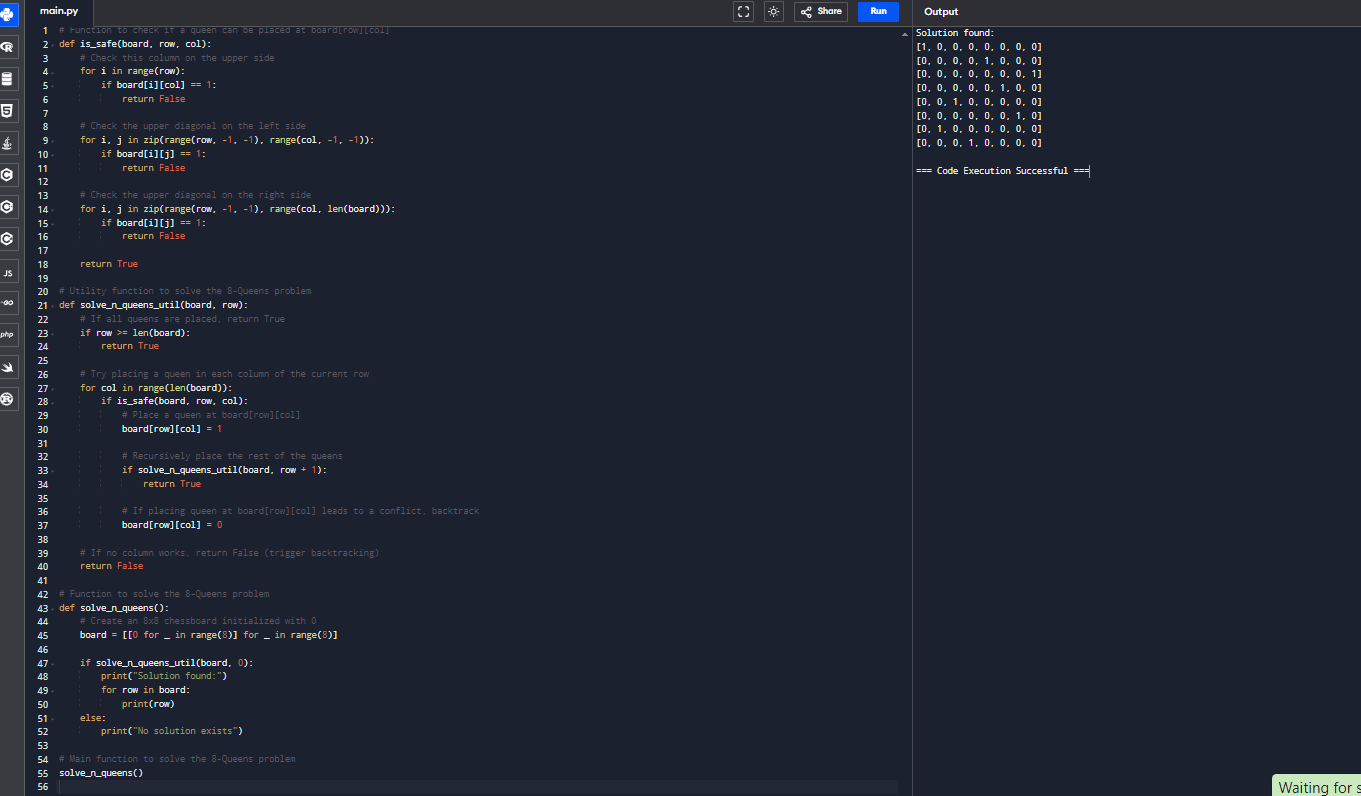 main.py
Share
Run
Output
1 # Function to check if a queen can be placed at board[row][col]
2 def is_safe(board, row, col):
3     # Check this column on the upper side
4     for i in range(row):
5         if board[i][col] == 1:
6             return False
7
8     # Check the upper diagonal on the left side
9     for i, j in zip(range(row, -1, -1), range(col, -1, -1)):
10         if board[i][j] == 1:
11             return False
12
13     # Check the upper diagonal on the right side
14     for i, j in zip(range(row, -1, -1), range(col, len(board))):
15         if board[i][j] == 1:
16             return False
17
18     return True
19
20 # Utility function to solve the 8-Queens problem
21 def solve_n_queens_util(board, row):
22     # If all queens are placed, return True
23     if row >= len(board):
24         return True
25
26     # Try placing a queen in each column of the current row
27     for col in range(len(board)):
28         if is_safe(board, row, col):
29             # Place a queen at board[row][col]
30             board[row][col] = 1
31
32             # Recursively place the rest of the queens
33             if solve_n_queens_util(board, row + 1):
34                 return True
35
36             # If placing queen at board[row][col] leads to a conflict, backtrack
37             board[row][col] = 0
38
39     # If no column works, return False (trigger backtracking)
40     return False
41
42 # Function to solve the 8-Queens problem
43 def solve_n_queens():
44     # Create an 8x8 chessboard initialized with 0
45     board = [[0 for _ in range(8)] for _ in range(8)]
46
47     if solve_n_queens_util(board, 0):
48         print("Solution found:")
49         for row in board:
50             print(row)
51     else:
52         print("No solution exists")
53
54 # Main function to solve the 8-Queens problem
55 solve_n_queens()
56
Solution found:
[1, 0, 0, 0, 0, 0, 0, 0]
[0, 0, 0, 0, 1, 0, 0, 0]
[0, 0, 0, 0, 0, 0, 0, 1]
[0, 0, 0, 0, 0, 1, 0, 0]
[0, 0, 1, 0, 0, 0, 0, 0]
[0, 0, 0, 0, 0, 0, 1, 0]
[0, 1, 0, 0, 0, 0, 0, 0]
[0, 0, 0, 1, 0, 0, 0, 0]
=== Code Execution Successful ===
R
5
C
C
C
JS
GO
php
R
Waiting for s